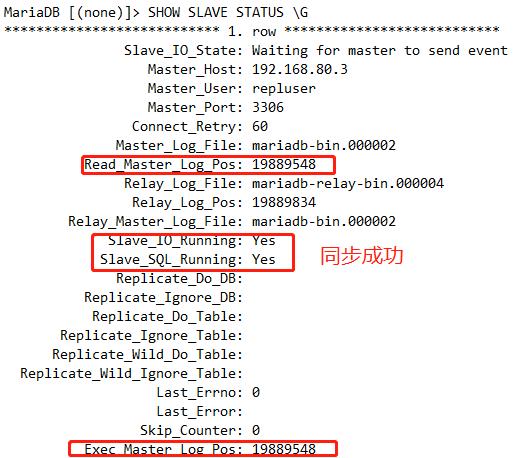 MariaDB [(none)]> SHOW SLAVE STATUS \G
*************************** 1. row ***************************
Slave_IO_State: Waiting for master to send event
Master_Host: 192.168.80.3
Master_User: repluser
Master_Port: 3306
Connect_Retry: 60
Master_Log_File: mariadb-bin.000002
Read_Master_Log_Pos: 19889548
Relay_Log_File: mariadb-relay-bin.000004
Relay_Log_Pos: 19889834
Relay_Master_Log_File: mariadb-bin.000002
Slave_IO_Running: Yes
Slave_SQL_Running: Yes
同步成功
Replicate_Do_DB:
Replicate_Ignore_DB:
Replicate_Do_Table:
Replicate_Ignore_Table:
Replicate_Wild_Do_Table:
Replicate_Wild_Ignore_Table:
Last_Errno: 0
Last_Error:
Skip_Counter: 0
Exec_Master_Log_Pos: 19889548